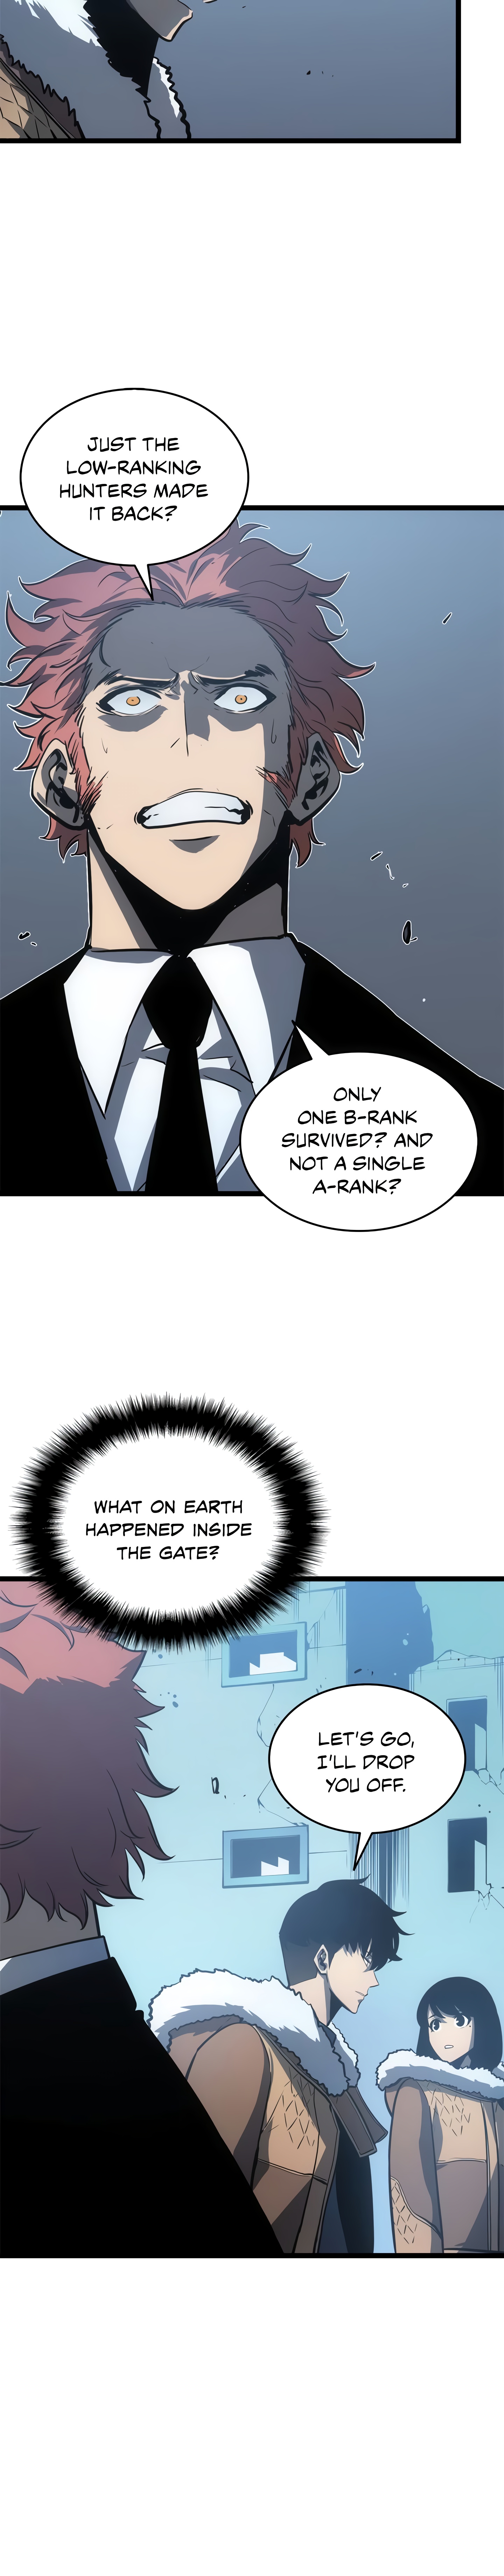 JUST THE
LOW-RANKING
HUNTERS MADE
IT BACK?
ONLY
ONE B-RANK
SURVIVED? AND
NOT A SINGLE
A-RANK?
WHAT ON EARTH
HAPPENED INSIDE
THE GATE?
LET'S GO,
I'LL DROP
YOU OFF.